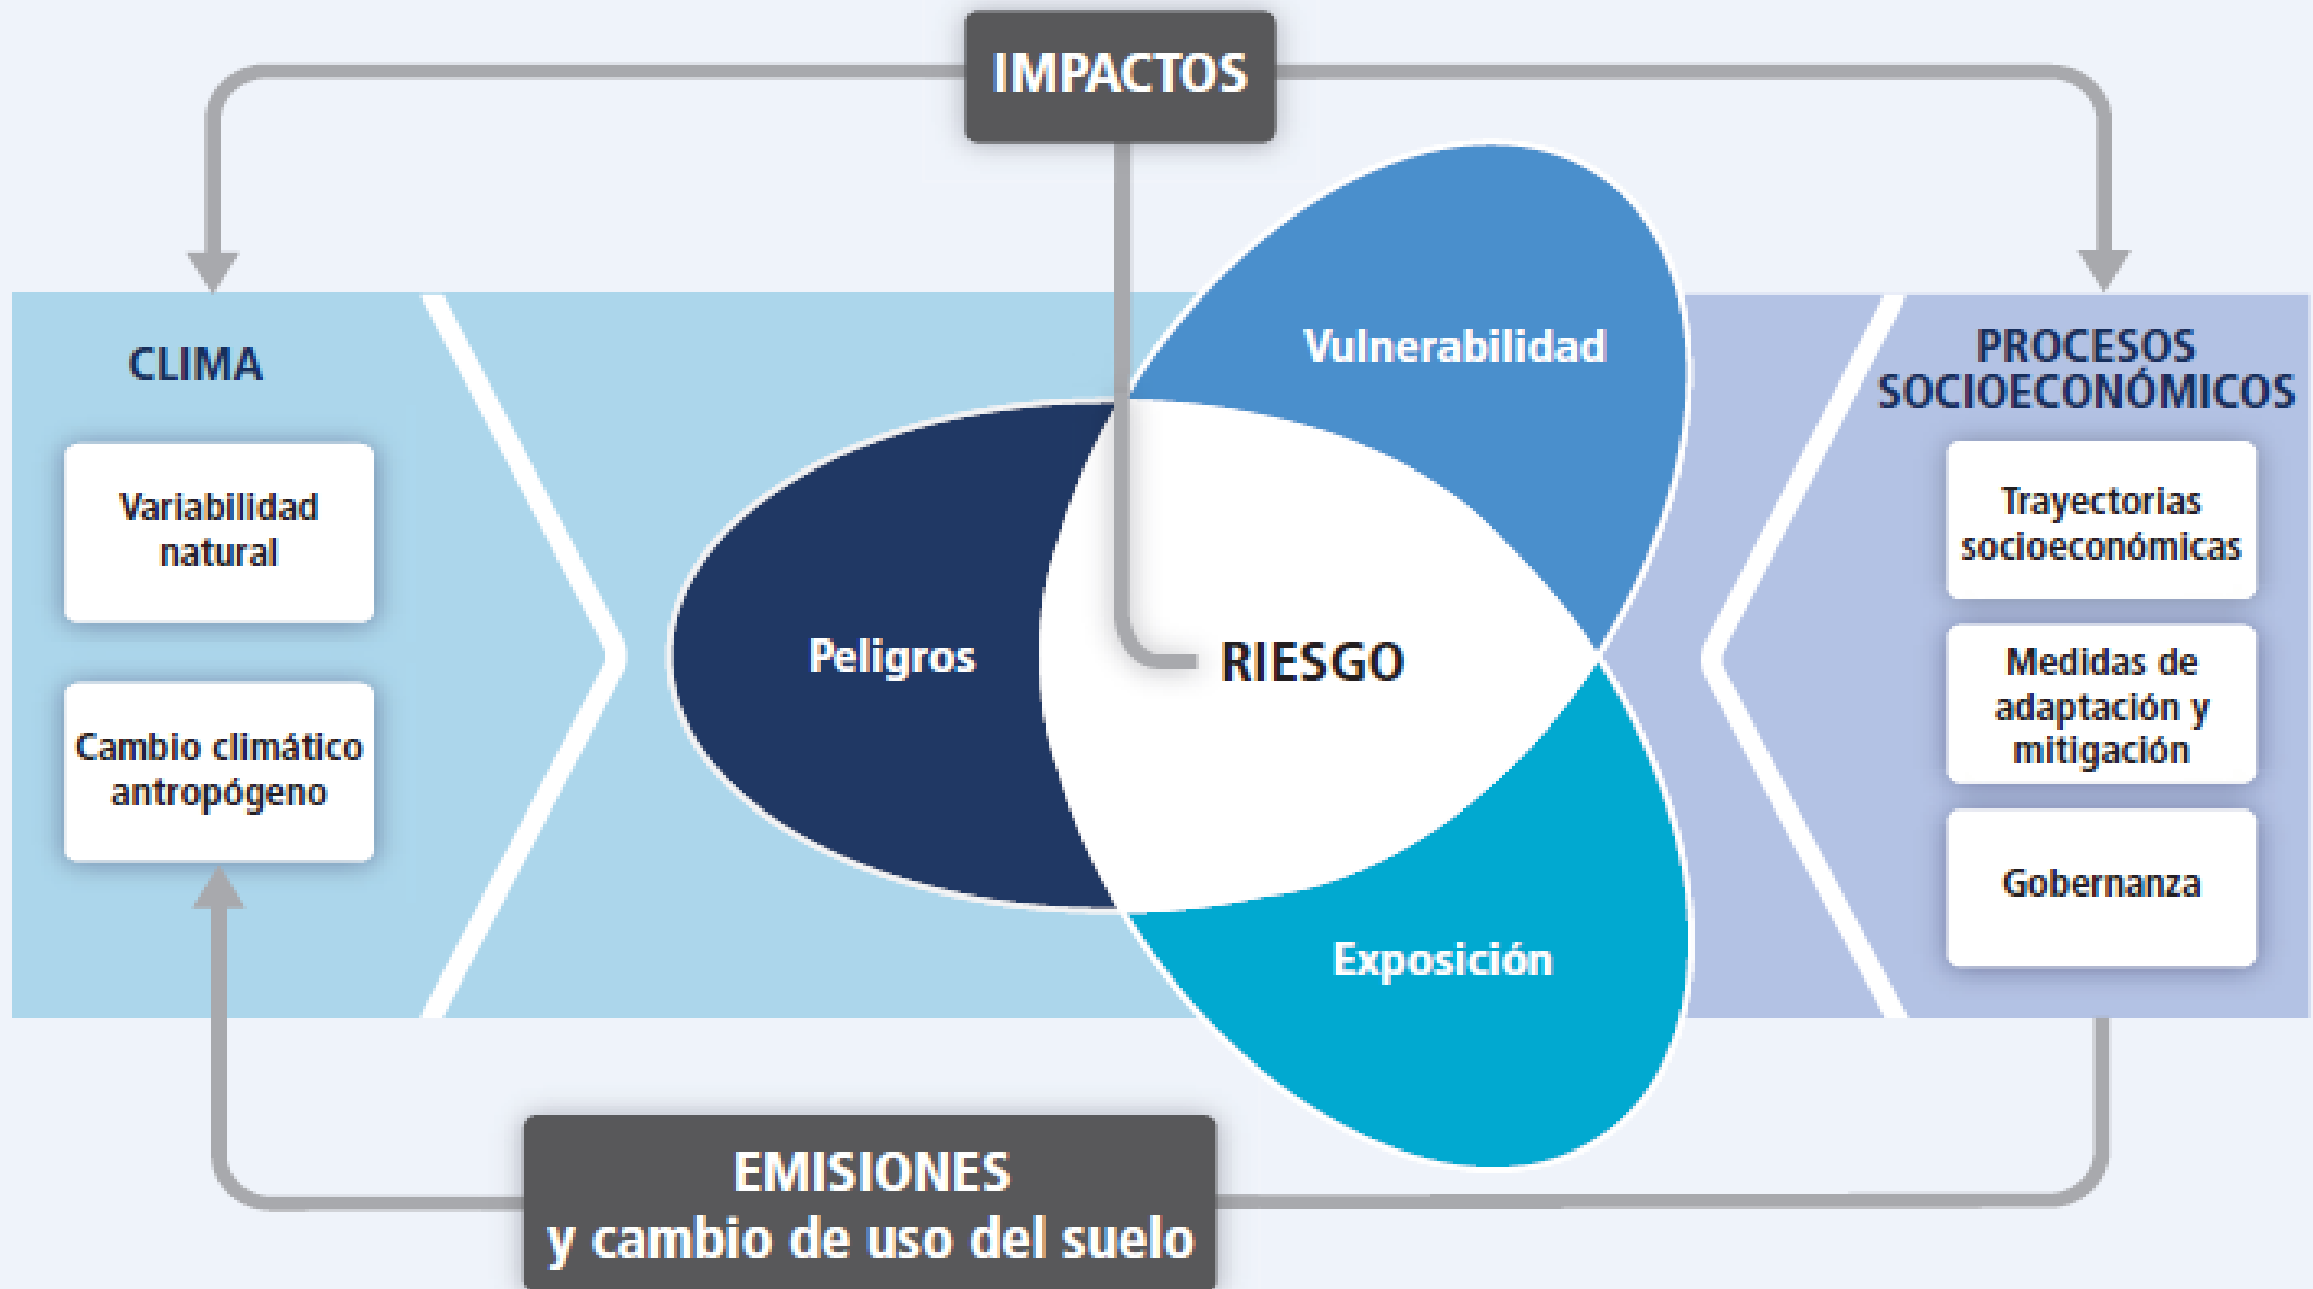 IMPACTOS
CLIMA
Variabilidad
natural
Cambio climático
antropógeno
Vulnerabilidad
Peligros
RIESGO
Exposición
PROCESOS
SOCIOECONÓMICOS
Trayectorias
socioeconómicas
Medidas de
adaptación y
mitigación
Gobernanza
EMISIONES
y cambio de uso del suelo